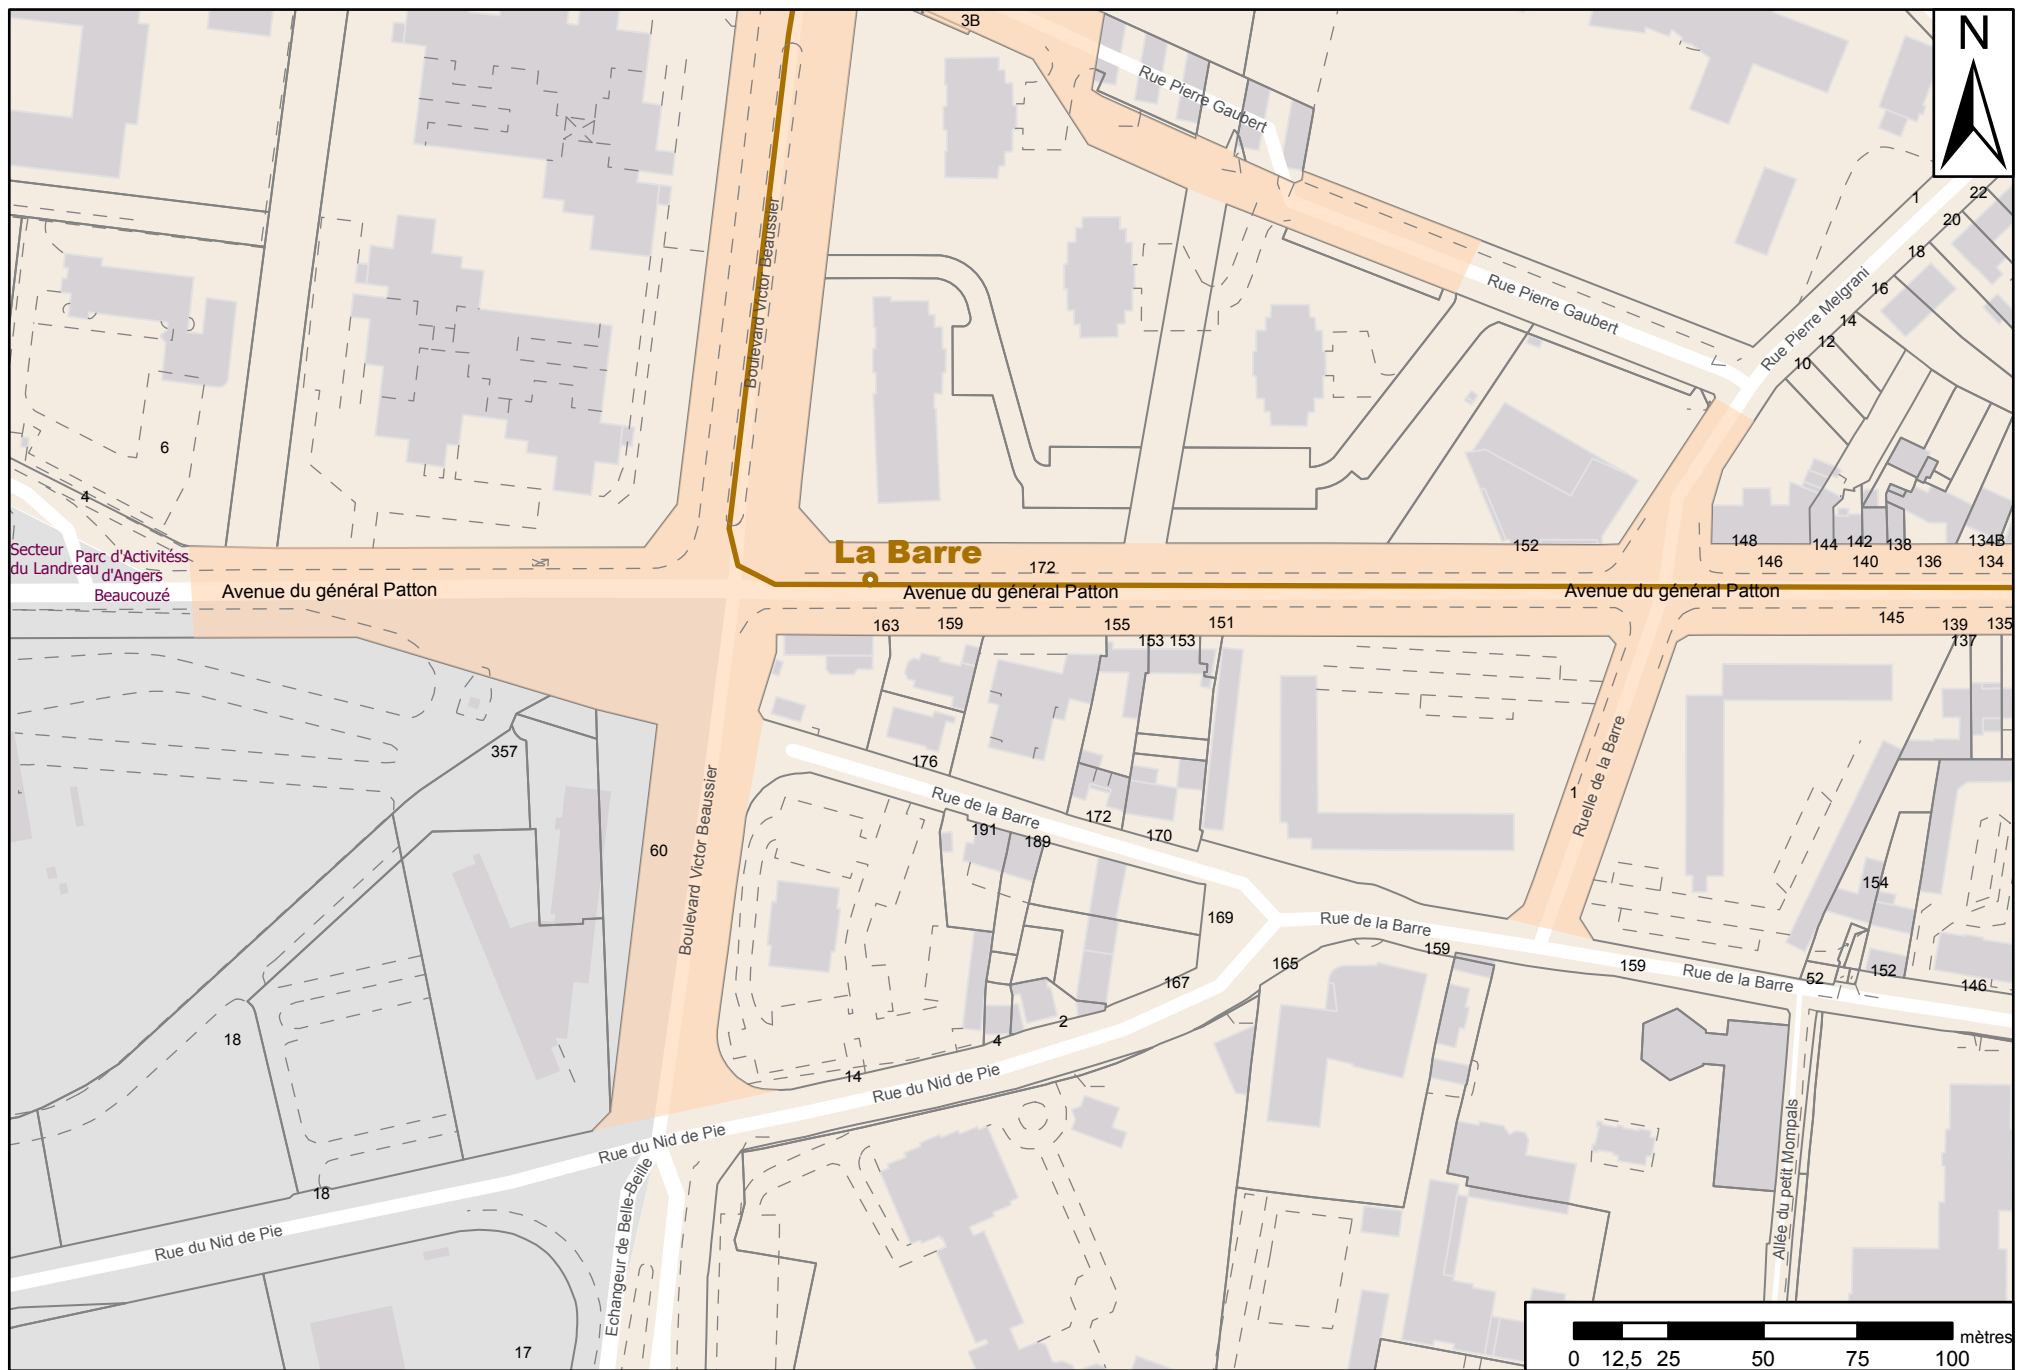 3B
N
Rue Pierre Gaubert
1
22
20
18
16
14
12
10
Rue Pierre Melgrani
Rue Pierre Gaubert
Boulevard Victor Beaussier
6
4
Secteur
du Landreau
Parc d'Activitéss
d'Angers
Beaucouzé
La Barre
172
152
148
146
144
142
140
138
136
134B
134
Avenue du général Patton
Avenue du général Patton
Avenue du général Patton
163
159
155
153
153
151
145
139
137
135
357
176
Rue de la Barre
172
170
191
189
1
Ruelle de la Barre
60
Boulevard Victor Beaussier
154
169
Rue de la Barre
159
165
167
159
Rue de la Barre
52
152
146
18
2
4
14
Rue du Nid de Pie
Rue du Nid de Pie
18
Rue du Nid de Pie
Echangeur de Belle-Beille
Allée du petit Mompals
17
mètres
0 12,5 25 50 75 100